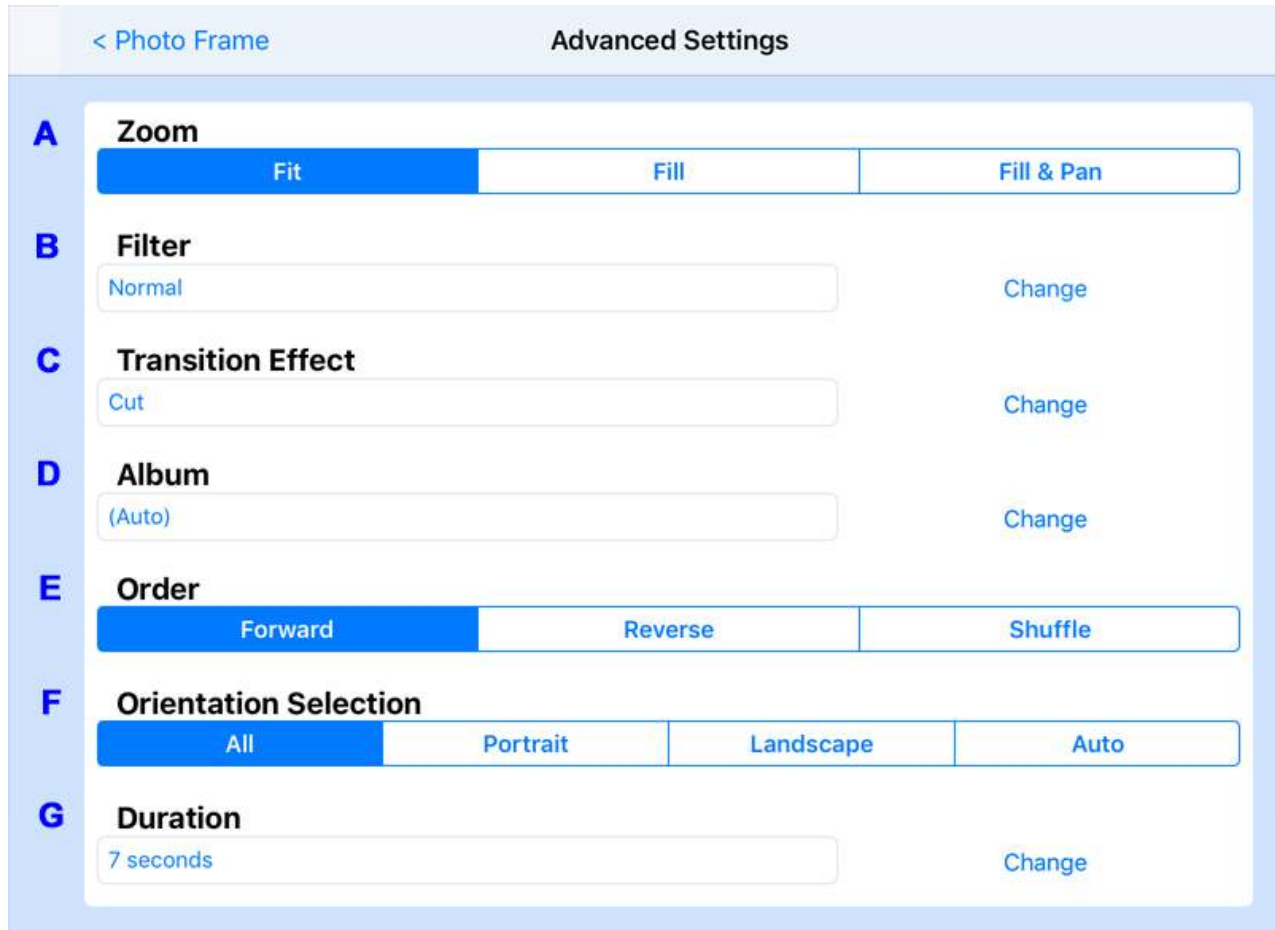 < Photo Frame Advanced Settings
A Zoom
Fit Fill Fill & Pan
B Filter
Normal Change
C Transition Effect
Cut Change
D Album
(Auto) Change
E Order
Forward Reverse Shuffle
F Orientation Selection
All Portrait Landscape Auto
G Duration
7 seconds Change